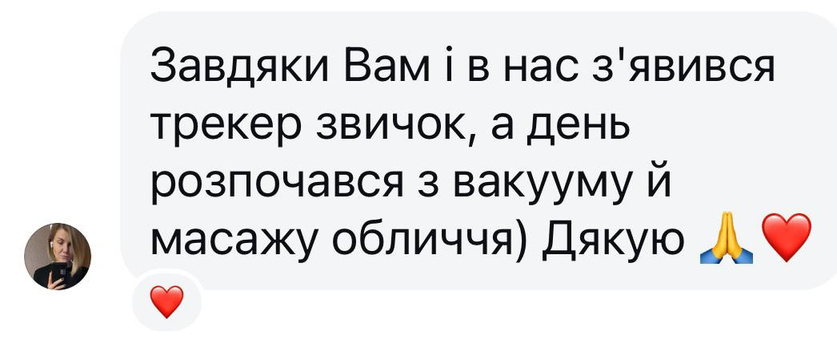 Завдяки Вам і в нас з'явився
трекер звичок, а день
розпочався з вакууму й
масажу обличчя) Дякую 🙏❤️
❤️